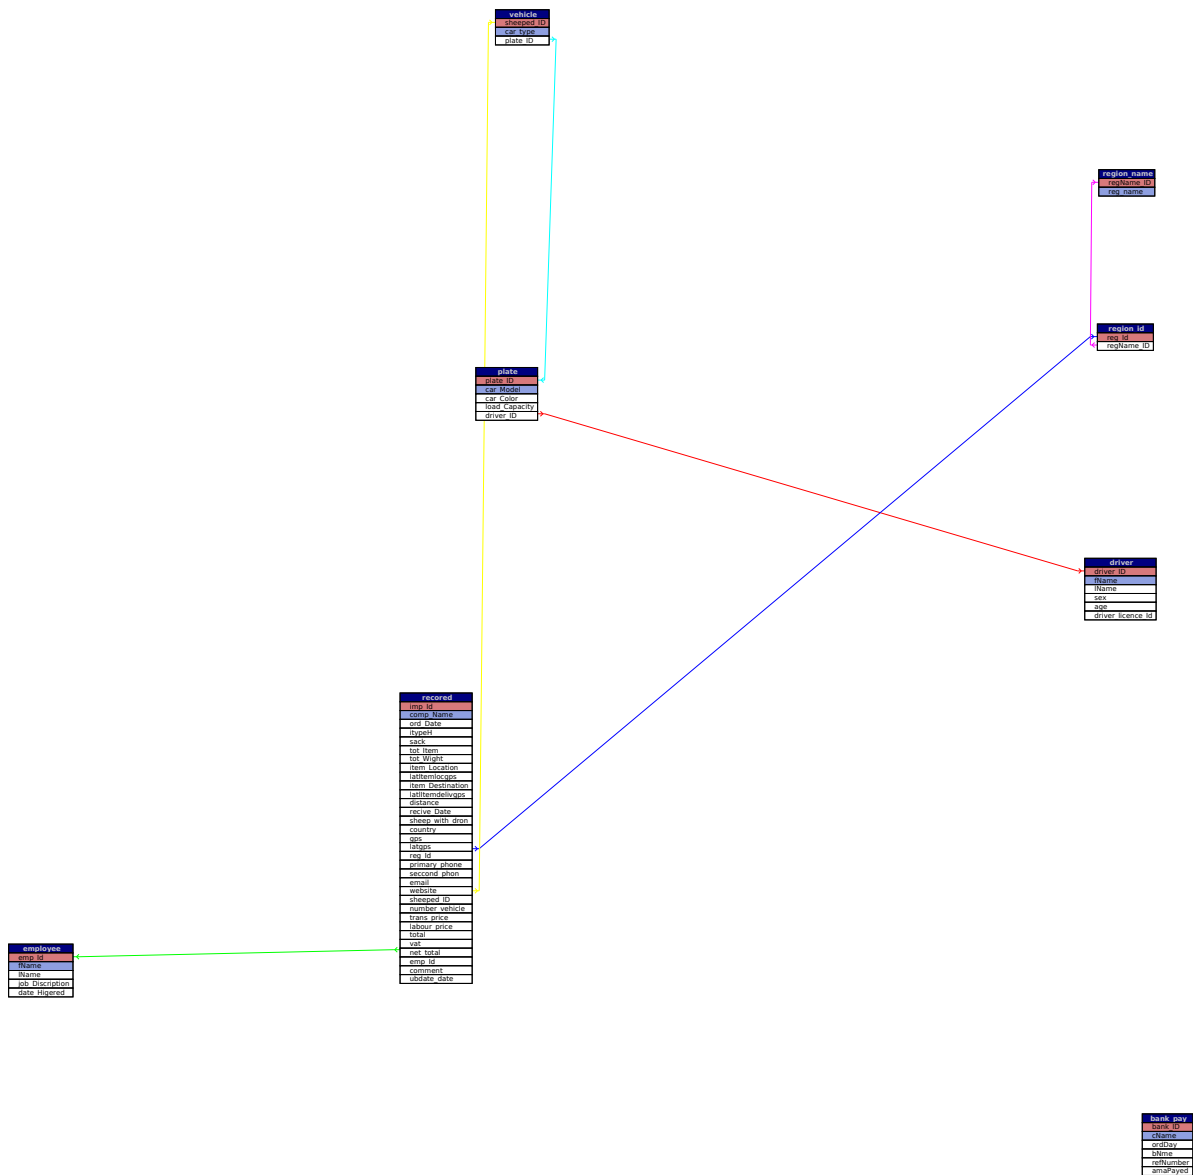 vehicle
sheeped_ID
car_type
plate_ID
region_name
regName_ID
reg_name
region_id
reg_Id
regName_ID
plate
plate_ID
car_Model
car_Color
load_Capacity
driver_ID
driver
driver_ID
fName
lName
sex
age
driver_licence_Id
recored
imp_Id
comp_Name
ord_Date
itypeH
sack
tot_Item
tot_Wight
item_Location
latItemlocgps
item_Destination
latlItemdelivgps
distance
recive_Date
sheep_with_dron
country
gps
latgps
reg_Id
primary_phone
seccond_phon
email
website
sheeped_ID
number_vehicle
trans_price
labour_price
total
vat
net_total
emp_Id
comment
ubdate_date
employee
emp_Id
fName
lName
job_Discription
date_Higered
bank_pay
bank_ID
cName
ordDay
bNme
refNumber
amaPayed